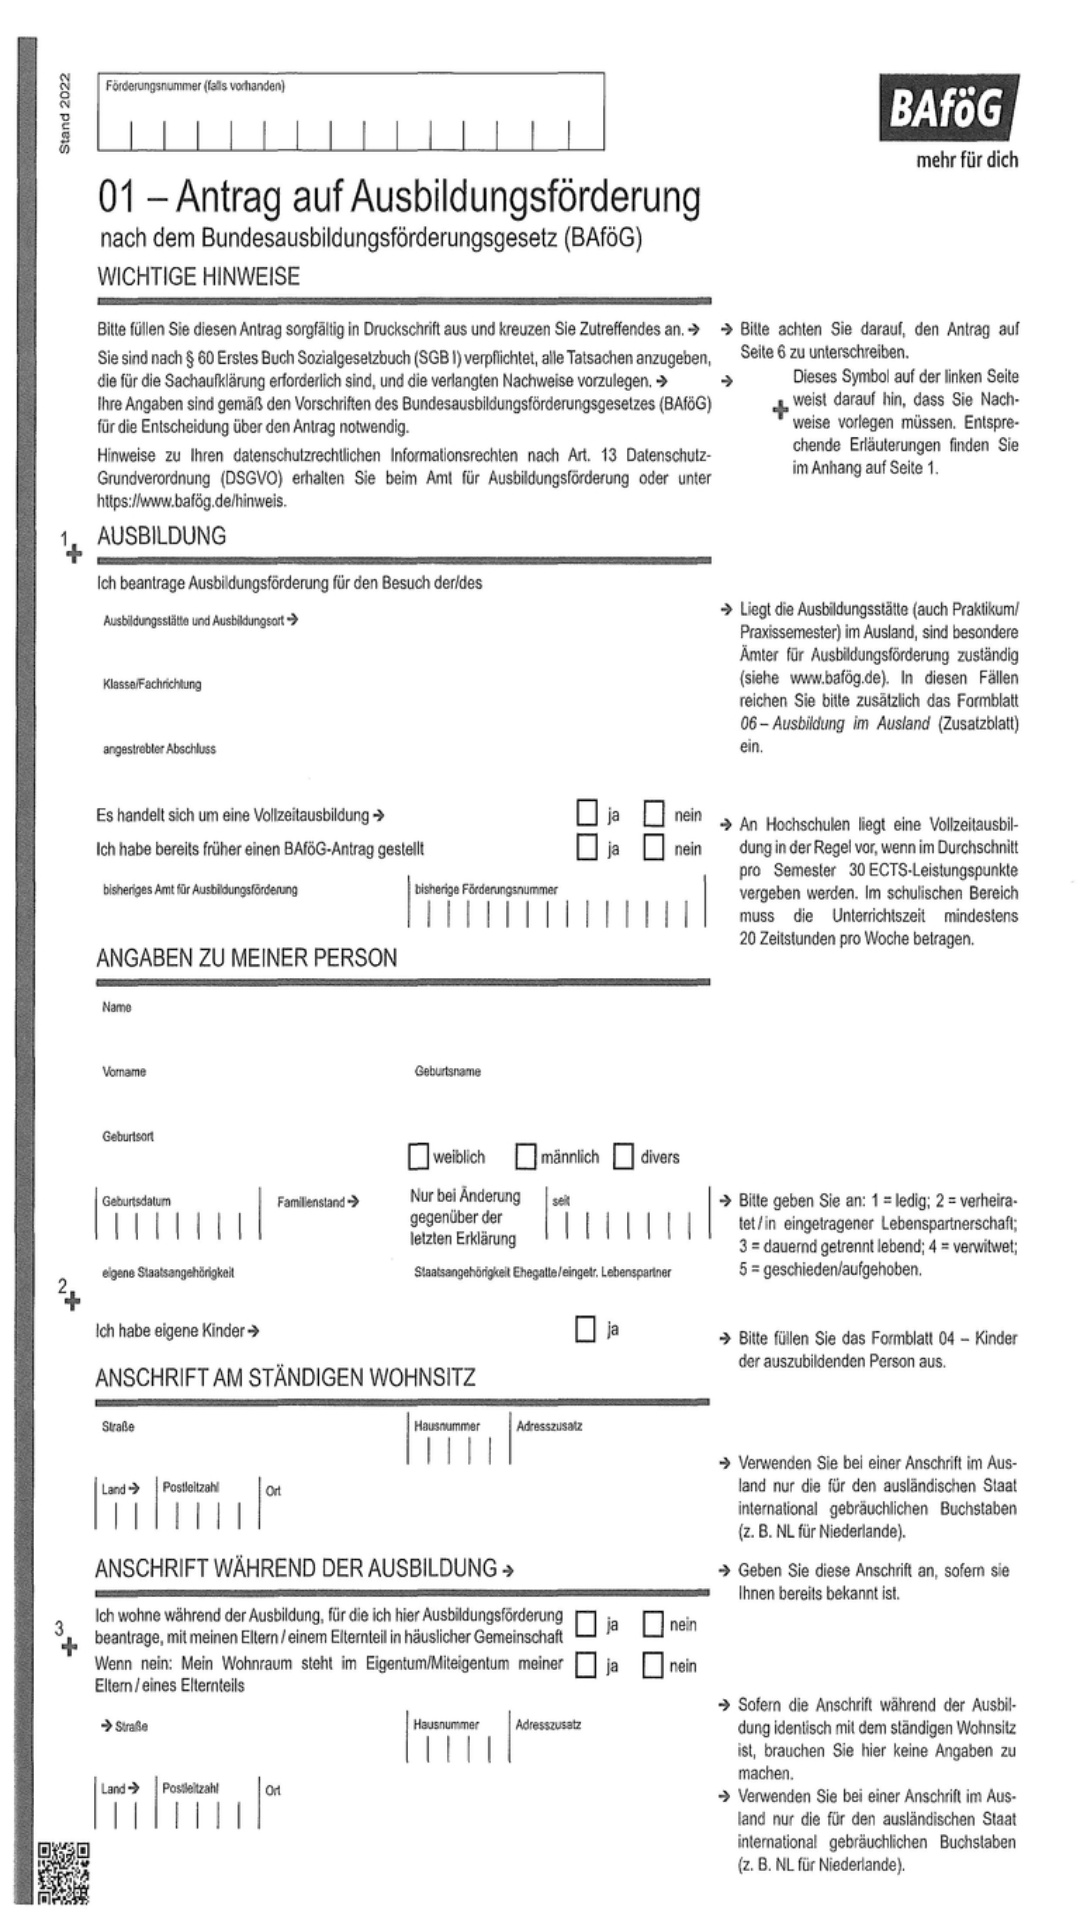 Stand 2022
Förderungsnummer (falls vorhanden)
BAföG
mehr für dich
01 – Antrag auf Ausbildungsförderung
nach dem Bundesausbildungsförderungsgesetz (BAföG)
WICHTIGE HINWEISE
Bitte füllen Sie diesen Antrag sorgfältig in Druckschrift aus und kreuzen Sie Zutreffendes an. →
Sie sind nach § 60 Erstes Buch Sozialgesetzbuch (SGB I) verpflichtet, alle Tatsachen anzugeben,
die für die Sachaufklärung erforderlich sind, und die verlangten Nachweise vorzulegen. →
Ihre Angaben sind gemäß den Vorschriften des Bundesausbildungsförderungsgesetzes (BAföG)
für die Entscheidung über den Antrag notwendig.
Hinweise zu Ihren datenschutzrechtlichen Informationsrechten nach Art. 13 Datenschutz-
Grundverordnung (DSGVO) erhalten Sie beim Amt für Ausbildungsförderung oder unter
https://www.bafög.de/hinweis.
→ Bitte achten Sie darauf, den Antrag auf
Seite 6 zu unterschreiben.
→ Dieses Symbol auf der linken Seite
weist darauf hin, dass Sie Nach-
weise vorlegen müssen. Entspre-
chende Erläuterungen finden Sie
im Anhang auf Seite 1.
1 AUSBILDUNG
Ich beantrage Ausbildungsförderung für den Besuch der/des
Ausbildungsstätte und Ausbildungsort →
Klasse/Fachrichtung
angestrebter Abschluss
→ Liegt die Ausbildungsstätte (auch Praktikum/
Praxissemester) im Ausland, sind besondere
Ämter für Ausbildungsförderung zuständig
(siehe www.bafög.de). In diesen Fällen
reichen Sie bitte zusätzlich das Formblatt
06 – Ausbildung im Ausland (Zusatzblatt)
ein.
Es handelt sich um eine Vollzeitausbildung → ja nein
Ich habe bereits früher einen BAföG-Antrag gestellt ja nein
bisheriges Amt für Ausbildungsförderung bisherige Förderungsnummer
→ An Hochschulen liegt eine Vollzeitausbil-
dung in der Regel vor, wenn im Durchschnitt
pro Semester 30 ECTS-Leistungspunkte
vergeben werden. Im schulischen Bereich
muss die Unterrichtszeit mindestens
20 Zeitstunden pro Woche betragen.
ANGABEN ZU MEINER PERSON
Name
Vorname Geburtsname
Geburtsort
weiblich männlich divers
Geburtsdatum Familienstand →
Nur bei Änderung
gegenüber der
letzten Erklärung
seit
→ Bitte geben Sie an: 1 = ledig; 2 = verheira-
tet / in eingetragener Lebenspartnerschaft;
3 = dauernd getrennt lebend; 4 = verwitwet;
5 = geschieden/aufgehoben.
eigene Staatsangehörigkeit Staatsangehörigkeit Ehegatte/eingetr. Lebenspartner
2
Ich habe eigene Kinder → ja
→ Bitte füllen Sie das Formblatt 04 – Kinder
der auszubildenden Person aus.
ANSCHRIFT AM STÄNDIGEN WOHNSITZ
Straße Hausnummer Adresszusatz
Land → Postleitzahl Ort
→ Verwenden Sie bei einer Anschrift im Aus-
land nur die für den ausländischen Staat
international gebräuchlichen Buchstaben
(z. B. NL für Niederlande).
ANSCHRIFT WÄHREND DER AUSBILDUNG →
→ Geben Sie diese Anschrift an, sofern sie
Ihnen bereits bekannt ist.
3
Ich wohne während der Ausbildung, für die ich hier Ausbildungsförderung
beantrage, mit meinen Eltern / einem Elternteil in häuslicher Gemeinschaft ja nein
Wenn nein: Mein Wohnraum steht im Eigentum/Miteigentum meiner
Eltern / eines Elternteils ja nein
→ Straße Hausnummer Adresszusatz
Land → Postleitzahl Ort
→ Sofern die Anschrift während der Ausbil-
dung identisch mit dem ständigen Wohnsitz
ist, brauchen Sie hier keine Angaben zu
machen.
→ Verwenden Sie bei einer Anschrift im Aus-
land nur die für den ausländischen Staat
international gebräuchlichen Buchstaben
(z. B. NL für Niederlande).